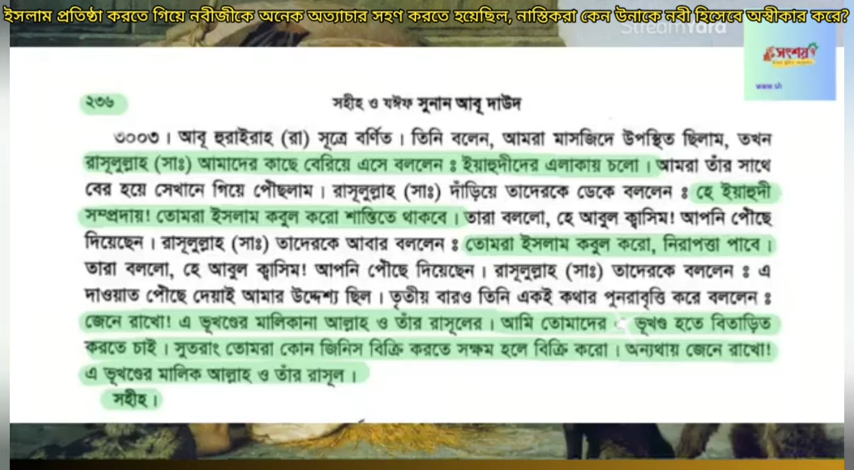 ইসলাম প্রতিষ্ঠা করতে গিয়ে নবীজীকে অনেক অত্যাচার সহণ করতে হয়েছিল, নাস্তিকরা কেন উনাকে নবী হিসেবে অস্বীকার করে?
StreamYard
সংশয়
www.sh
২৩৬ সহীহ ও যঈফ সুনান আবূ দাউদ
৩০০৩। আবূ হুরাইরাহ (রা) সূত্রে বর্ণিত। তিনি বলেন, আমরা মাসজিদে উপস্থিত ছিলাম, তখন
রাসূলুল্লাহ (সাঃ) আমাদের কাছে বেরিয়ে এসে বললেন ঃ ইয়াহুদীদের এলাকায় চলো। আমরা তাঁর সাথে
বের হয়ে সেখানে গিয়ে পৌছলাম। রাসূলুল্লাহ (সাঃ) দাঁড়িয়ে তাদেরকে ডেকে বললেন ঃ হে ইয়াহুদী
সম্প্রদায়! তোমরা ইসলাম কবুল করো শান্তিতে থাকবে। তারা বললো, হে আবুল ক্বাসিম! আপনি পৌছে
দিয়েছেন। রাসূলুল্লাহ (সাঃ) তাদেরকে আবার বললেন ঃ তোমরা ইসলাম কবুল করো, নিরাপত্তা পাবে।
তারা বললো, হে আবুল ক্বাসিম! আপনি পৌছে দিয়েছেন। রাসূলুল্লাহ (সাঃ) তাদেরকে বললেন ঃ এ
দাওয়াত পৌছে দেয়াই আমার উদ্দেশ্য ছিল। তৃতীয় বারও তিনি একই কথার পুনরাবৃত্তি করে বললেন ঃ
জেনে রাখো! এ ভূখণ্ডের মালিকানা আল্লাহ ও তাঁর রাসূলের। আমি তোমাদের ভূখণ্ড হতে বিতাড়িত
করতে চাই। সুতরাং তোমরা কোন জিনিস বিক্রি করতে সক্ষম হলে বিক্রি করো। অন্যথায় জেনে রাখো!
এ ভূখণ্ডের মালিক আল্লাহ ও তাঁর রাসূল।
সহীহ।